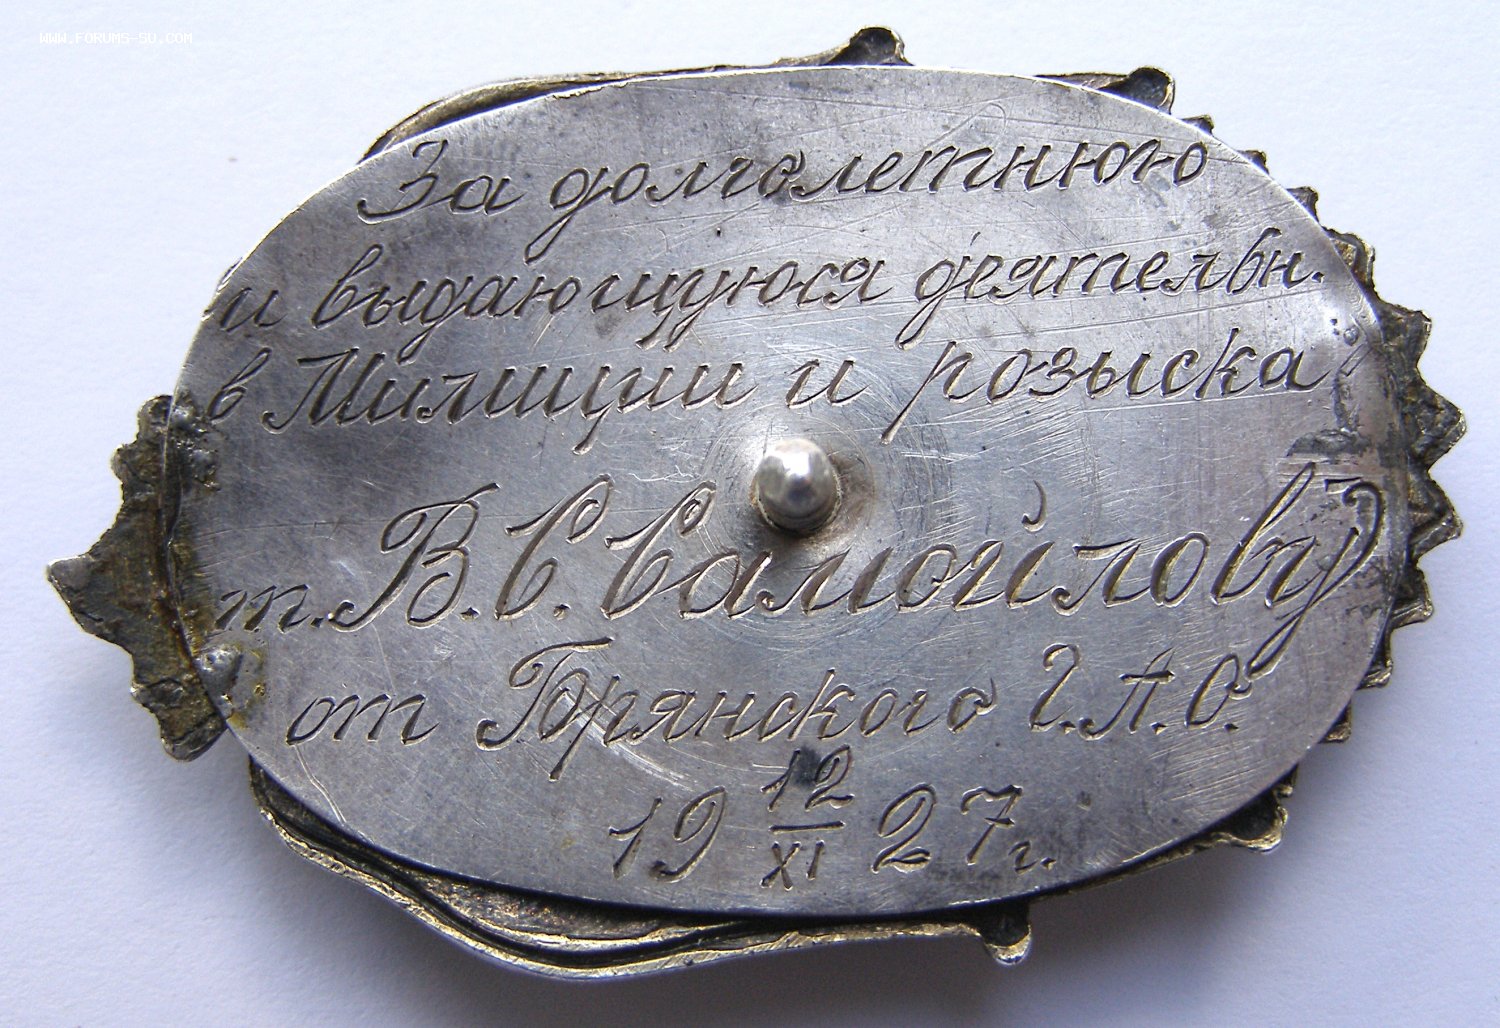 WWW.FORUMS-SU.COM
За долголетнюю
и выдающуюся деятельн.
в Милиции и розыска
т. В. С. Самойлову
от Брянского Г. А. О.
19 12/XI 27 г.